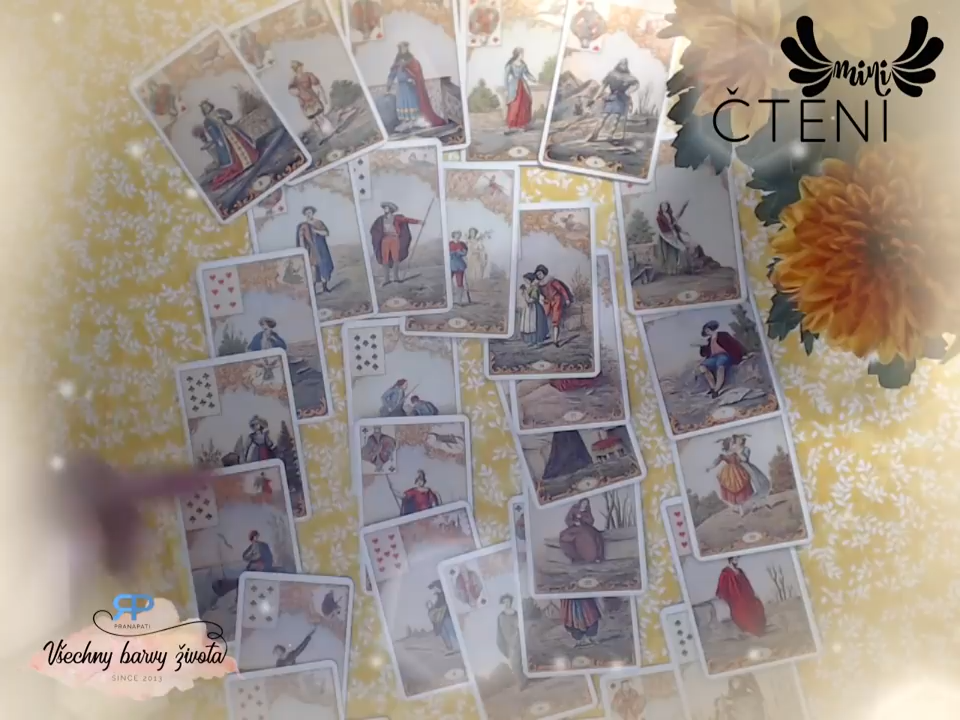 mini
ČTENÍ
PRANAPATI
Všechny barvy života
SINCE 2013